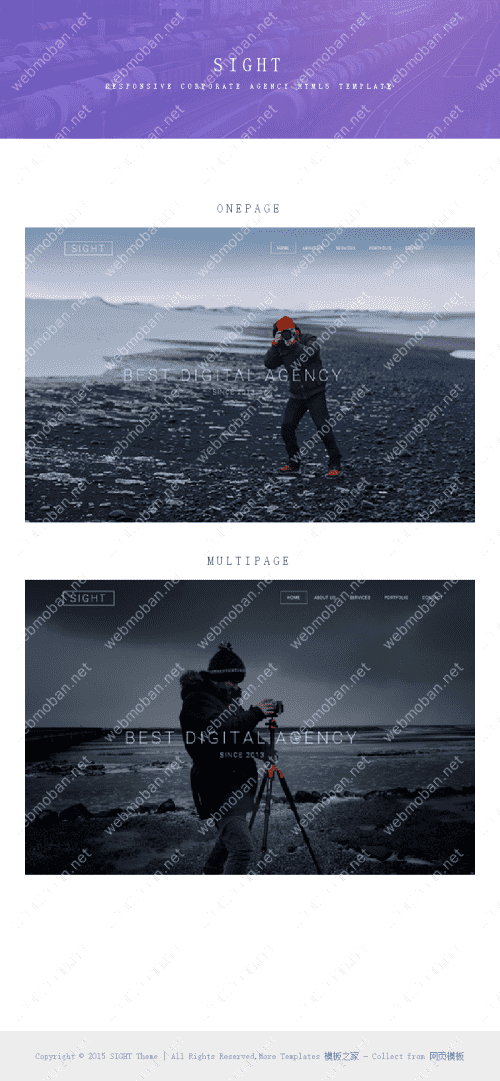 SIGHT
RESPONSIVE CORPORATE AGENCY HTML5 TEMPLATE
ONEPAGE
SIGHT
HOME ABOUT US SERVICES PORTFOLIO CONTACT
BEST DIGITAL AGENCY
SINCE 2013
MULTIPAGE
SIGHT
HOME ABOUT US SERVICES PORTFOLIO CONTACT
BEST DIGITAL AGENCY
SINCE 2013
Copyright © 2015 SIGHT Theme | All Rights Reserved.More Templates 模板之家 - Collect from 网页模板
webmoban.net